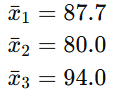 x̄₁ = 87.7
x̄₂ = 80.0
x̄₃ = 94.0